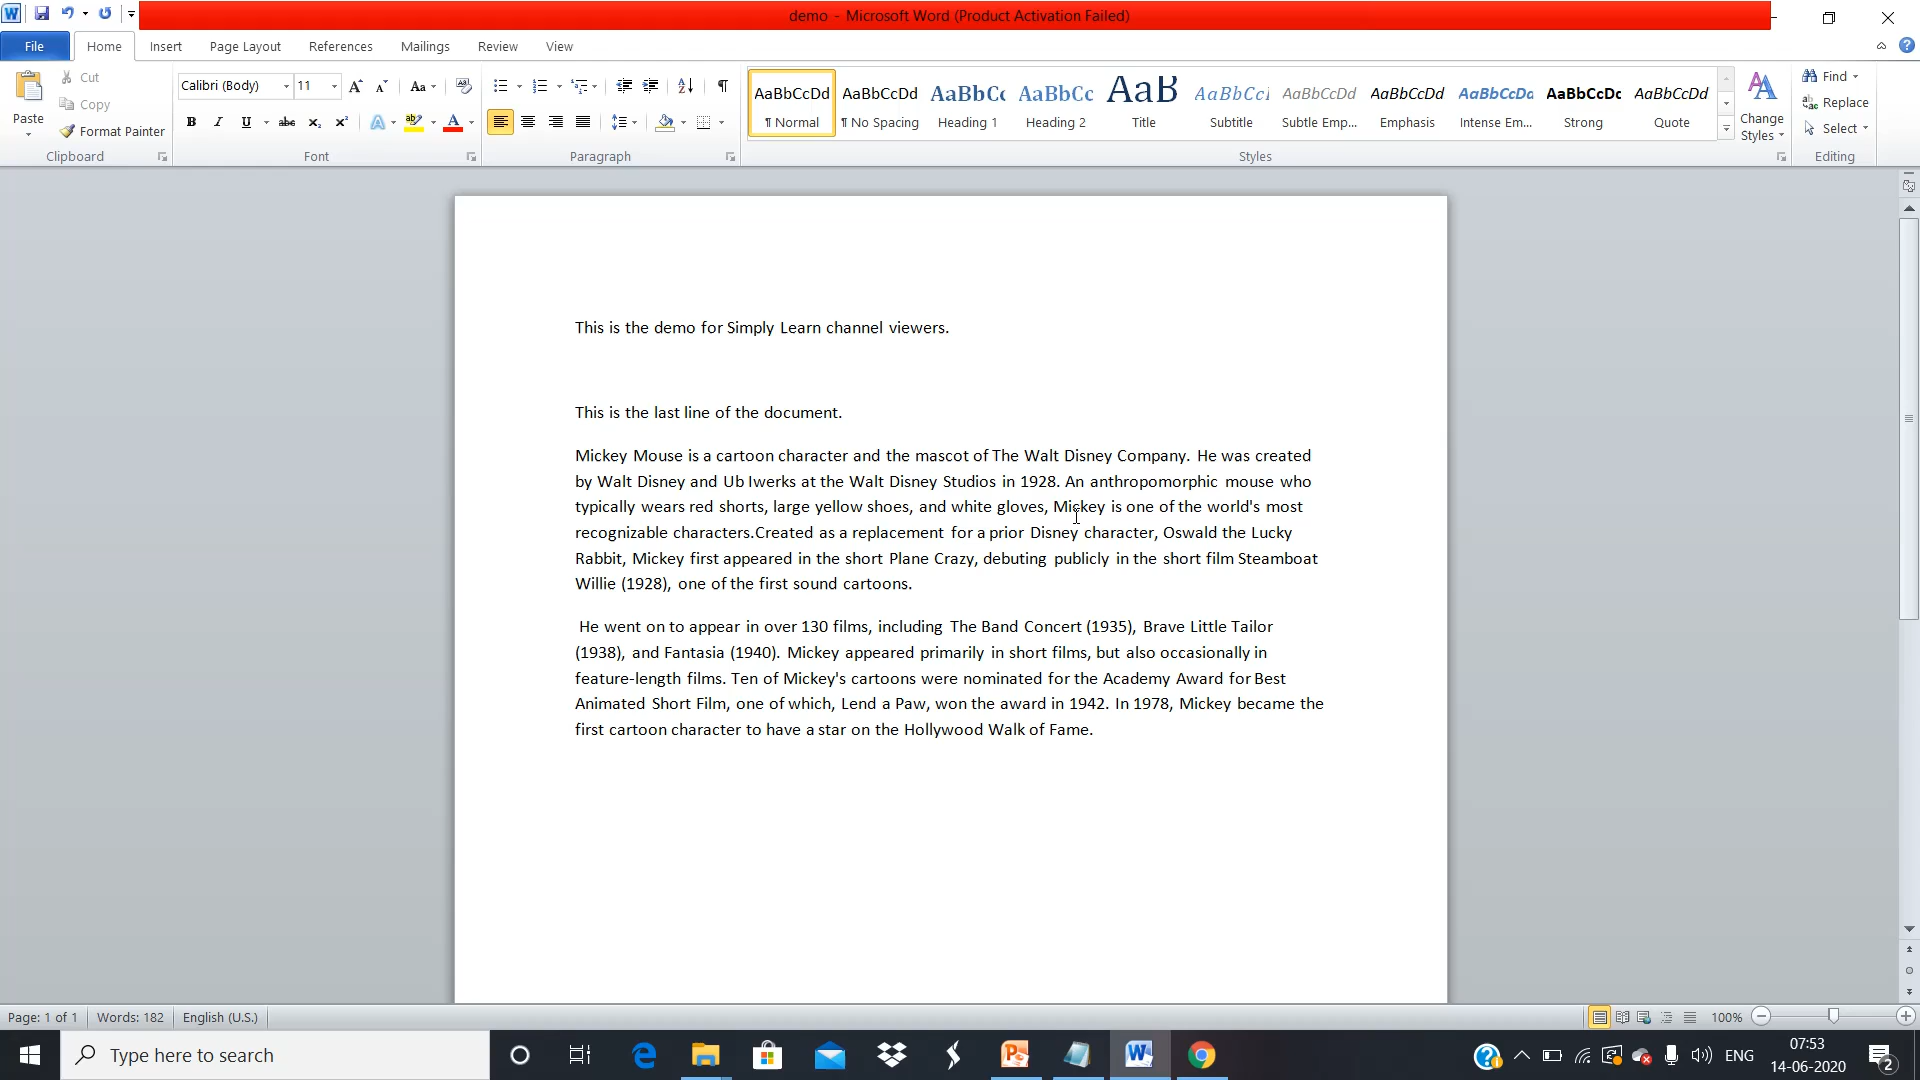 demo - Microsoft Word (Product Activation Failed)
File Home Insert Page Layout References Mailings Review View
Paste Cut Copy Format Painter Clipboard
Calibri (Body) 11 Font
Paragraph
AaBbCcDd AaBbCcDd AaBbCc AaBbCc AaB AaBbCcl AaBbCcDd AaBbCcDd AaBbCcDd AaBbCcDc AaBbCcDd
¶ Normal ¶ No Spacing Heading 1 Heading 2 Title Subtitle Subtle Emp... Emphasis Intense Em... Strong Quote
Styles
Change Styles
Find
Replace
Select
Editing
This is the demo for Simply Learn channel viewers.
This is the last line of the document.
Mickey Mouse is a cartoon character and the mascot of The Walt Disney Company. He was created
by Walt Disney and Ub Iwerks at the Walt Disney Studios in 1928. An anthropomorphic mouse who
typically wears red shorts, large yellow shoes, and white gloves, Mickey is one of the world's most
recognizable characters.Created as a replacement for a prior Disney character, Oswald the Lucky
Rabbit, Mickey first appeared in the short Plane Crazy, debuting publicly in the short film Steamboat
Willie (1928), one of the first sound cartoons.
He went on to appear in over 130 films, including The Band Concert (1935), Brave Little Tailor
(1938), and Fantasia (1940). Mickey appeared primarily in short films, but also occasionally in
feature-length films. Ten of Mickey's cartoons were nominated for the Academy Award for Best
Animated Short Film, one of which, Lend a Paw, won the award in 1942. In 1978, Mickey became the
first cartoon character to have a star on the Hollywood Walk of Fame.
Page: 1 of 1 Words: 182 English (U.S.) 100%
Type here to search
ENG
07:53
14-06-2020
2